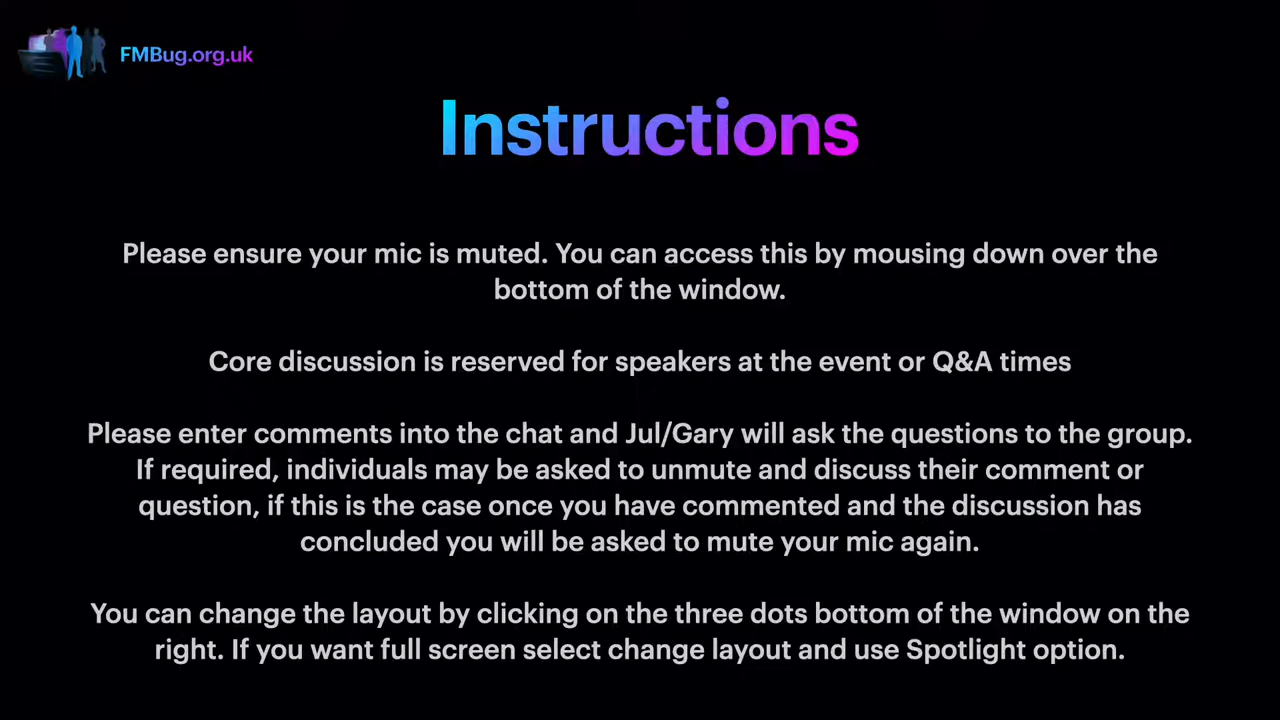 FMBug.org.uk
Instructions
Please ensure your mic is muted. You can access this by mousing down over the
bottom of the window.
Core discussion is reserved for speakers at the event or Q&A times
Please enter comments into the chat and Jul/Gary will ask the questions to the group.
If required, individuals may be asked to unmute and discuss their comment or
question, if this is the case once you have commented and the discussion has
concluded you will be asked to mute your mic again.
You can change the layout by clicking on the three dots bottom of the window on the
right. If you want full screen select change layout and use Spotlight option.